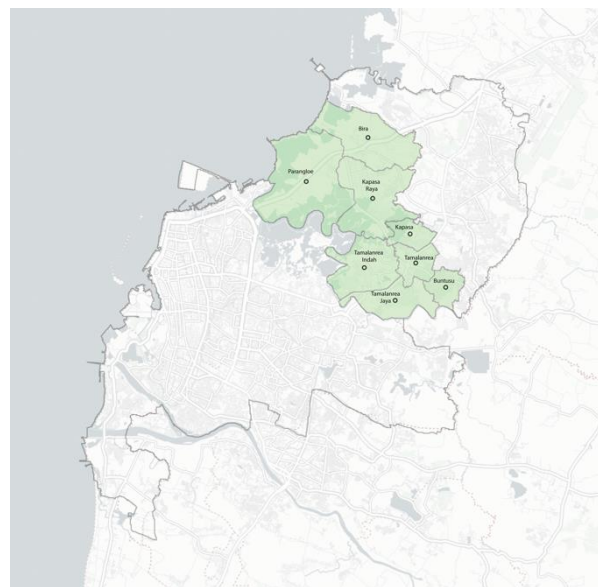 Bira
Parangloe
Kapasa
Raya
Kapasa
Tamalanrea
Indah
Tamalanrea
Buntusu
Tamalanrea
Jaya